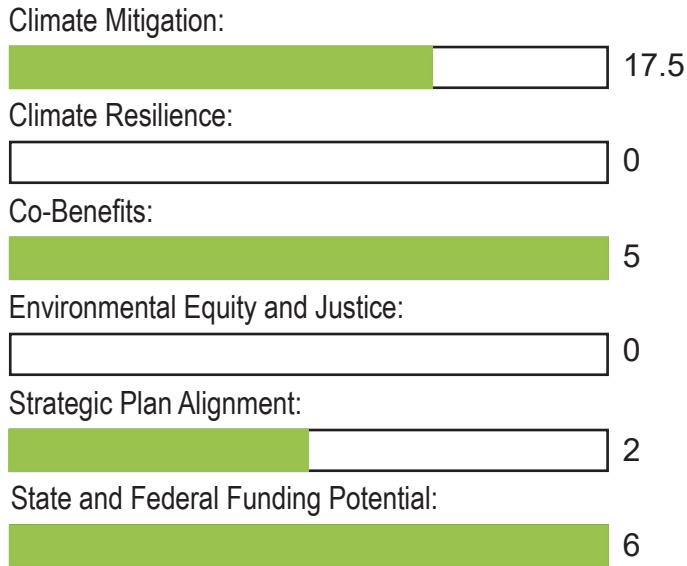 Climate Mitigation:
17.5
Climate Resilience:
0
Co-Benefits:
5
Environmental Equity and Justice:
0
Strategic Plan Alignment:
2
State and Federal Funding Potential:
6